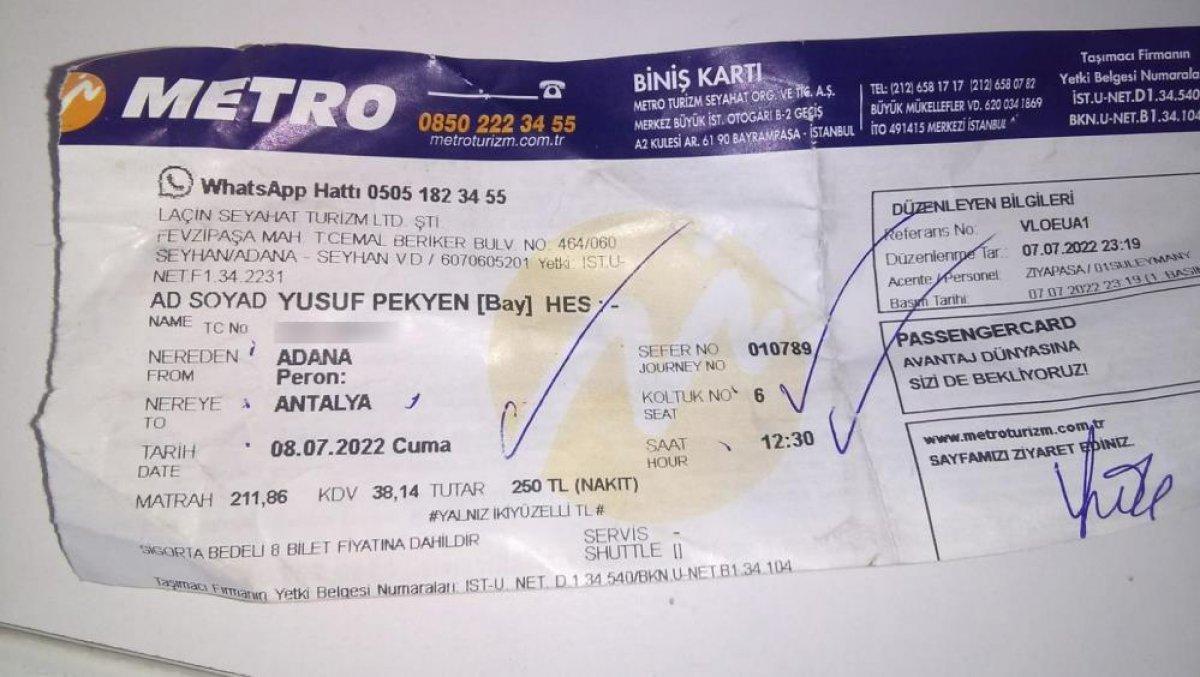 METRO
0850 222 34 55
metroturizm.com.tr
BİNİŞ KARTI
METRO TURİZM SEYAHAT ORG. VE TİC. A.Ş.
MERKEZ BÜYÜK İST. OTOGARI B-2 GEÇİŞ
A2 KULESİ AR. 61 90 BAYRAMPAŞA - İSTANBUL
TEL: (212) 658 17 17 (212) 658 07 82
BÜYÜK MÜKELLEFLER VD. 620 034 1869
İTO 491415 MERKEZİ İSTANBUL
Taşımacı Firmanın
Yetki Belgesi Numarala
İST.U-NET.D1.34.540
BKN.U-NET.B1.34.104
WhatsApp Hattı 0505 182 34 55
LAÇİN SEYAHAT TURİZM LTD. ŞTİ
FEVZİPAŞA MAH. T.CEMAL BERİKER BULV. NO: 464/060
SEYHAN/ADANA - SEYHAN VD / 6070605201 Yetki: İST.U-
NET.F1.34.2231
AD SOYAD YUSUF PEKYEN [Bay] HES : -
NAME TC No
NEREDEN : ADANA
FROM Peron:
NEREYE : ANTALYA
TO
TARİH : 08.07.2022 Cuma
DATE
SEFER NO 010789
JOURNEY NO
KOLTUK NO 6
SEAT
SAAT 12:30
HOUR
MATRAH 211,86 KDV 38,14 TUTAR 250 TL (NAKİT)
#YALNIZ İKİYÜZELLİ TL #
SİGORTA BEDELİ 8 BİLET FİYATINA DAHİLDİR
SERVİS -
SHUTTLE []
Taşımacı Firmanın Yetki Belgesi Numaraları: IST-U. NET. D.1.34.540/BKN.U-NET.B1.34.104
DÜZENLEYEN BİLGİLERİ
Referans No: VLOEUA1
Düzenlenme Tar.: 07.07.2022 23:19
Acente / Personel: ZIYAPASA / 01SULEYMANY
Basım Tarihi: 07.07.2022 23:19 (1. BASIM
PASSENGERCARD
AVANTAJ DÜNYASINA
SİZİ DE BEKLİYORUZ!
www.metroturizm.com.tr
SAYFAMIZI ZİYARET EDİNİZ.